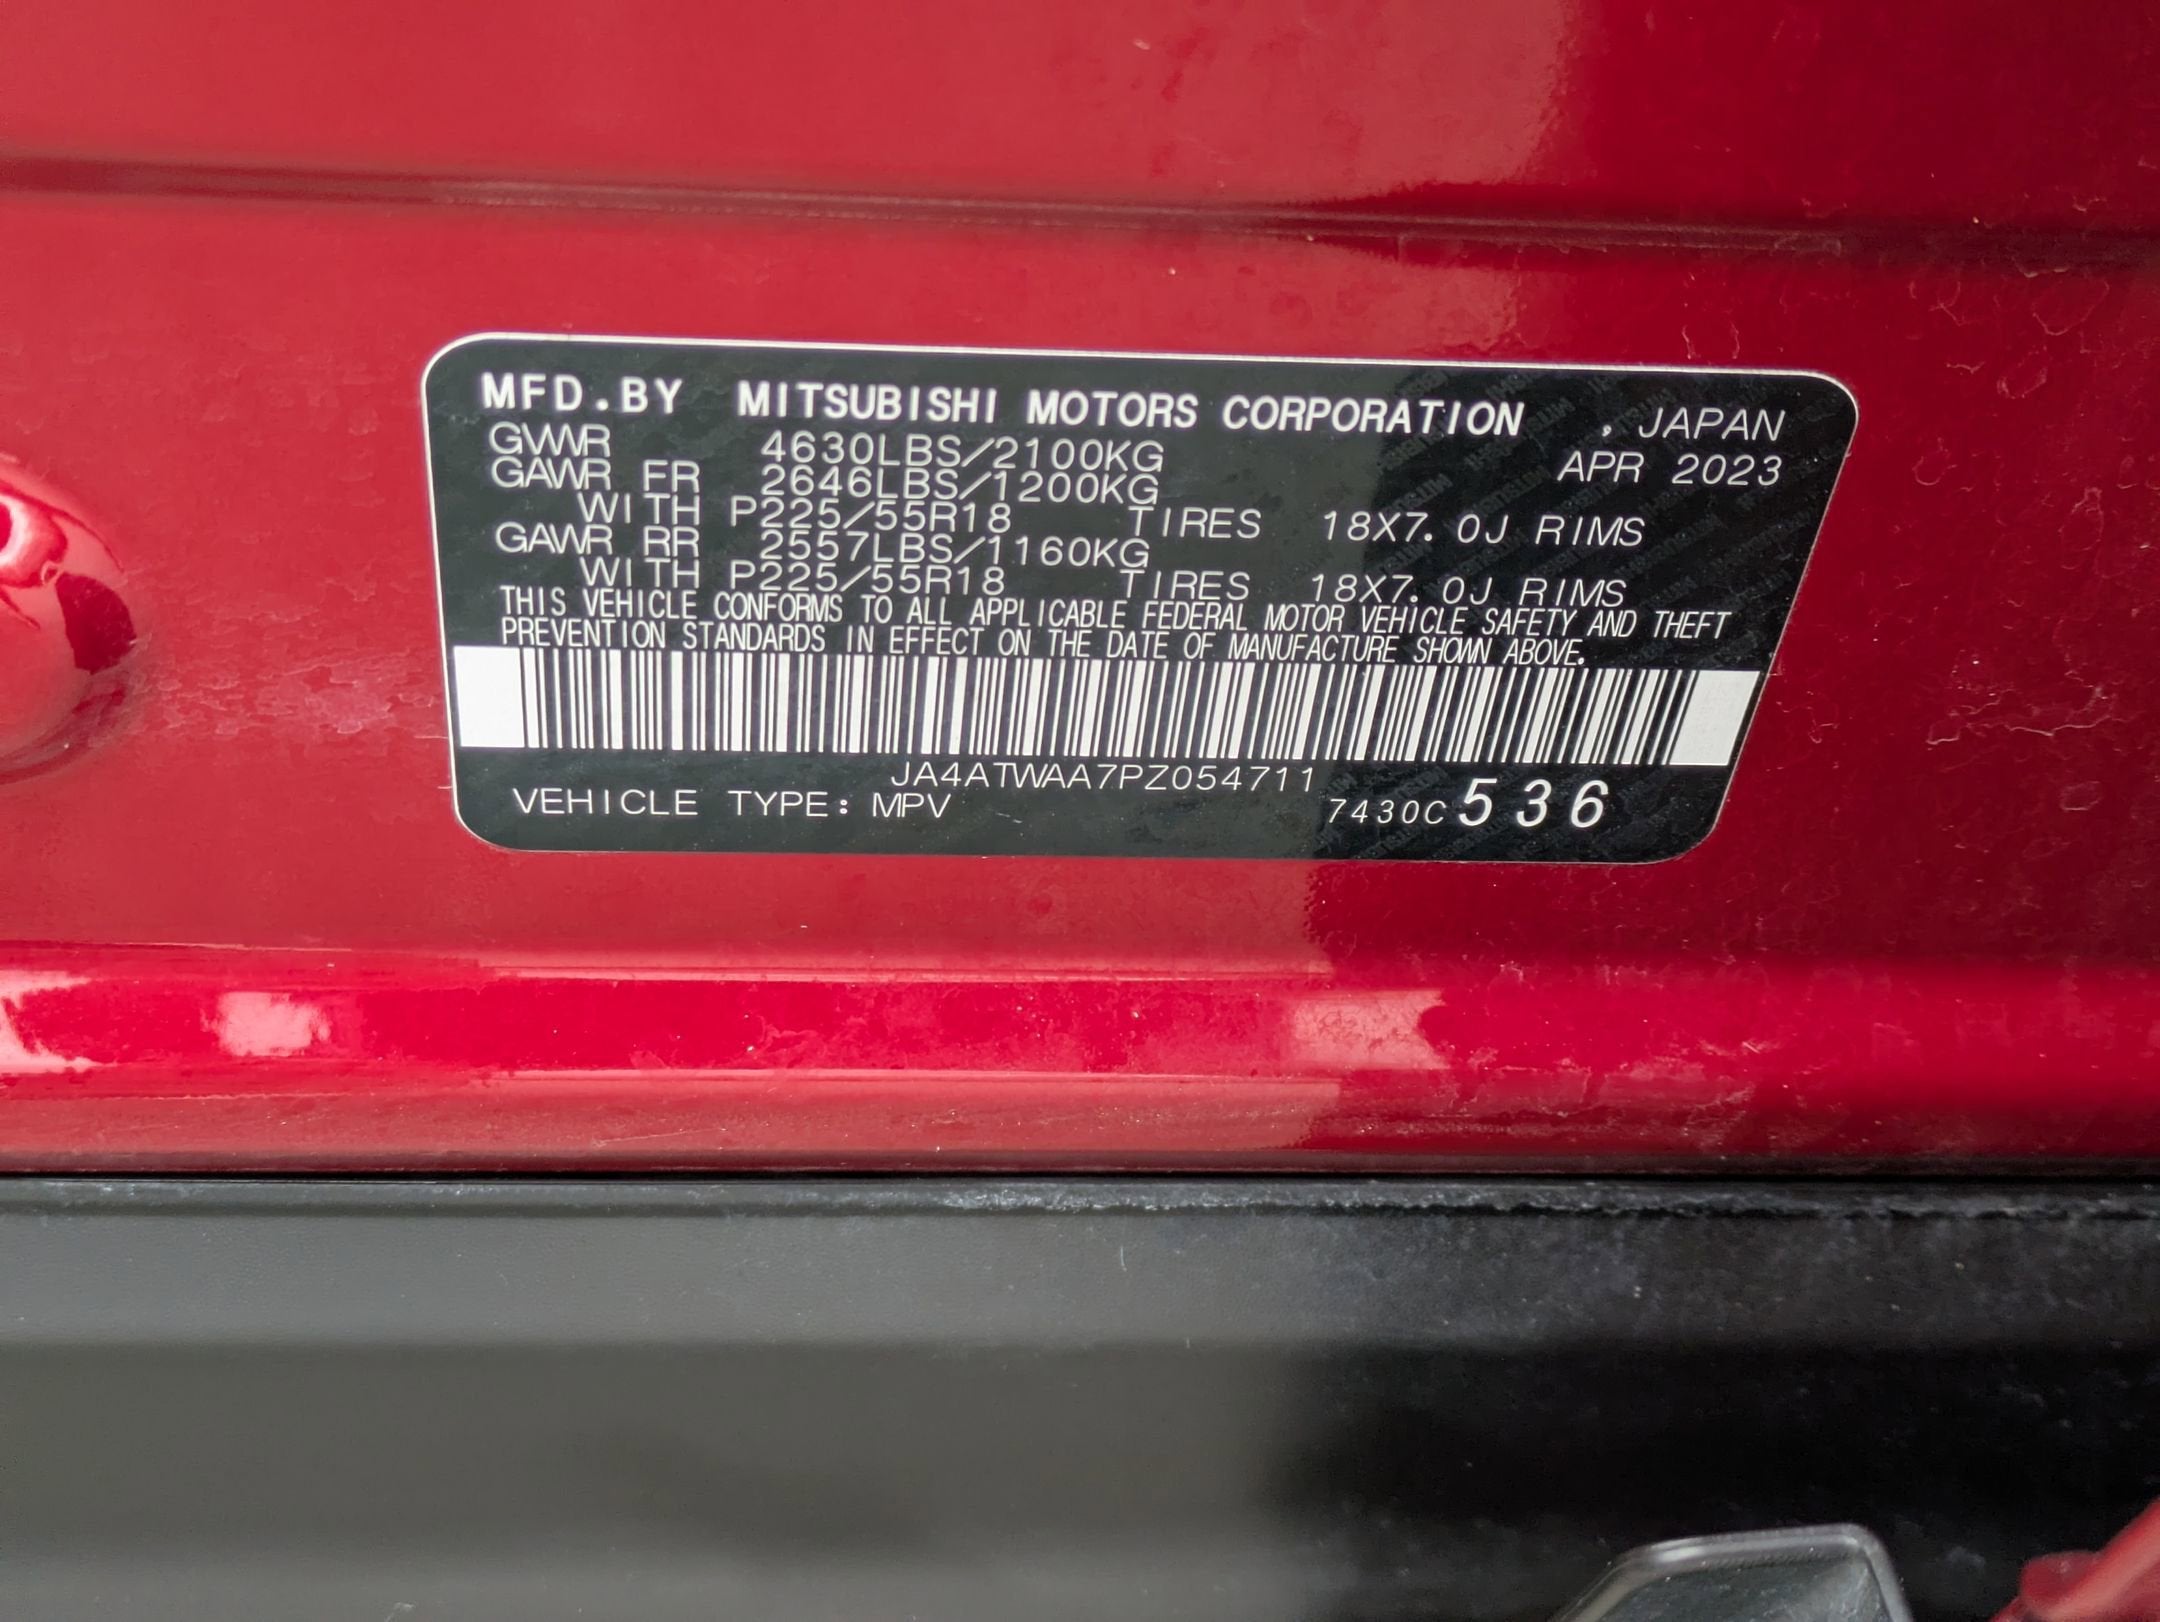 MFD.BY MITSUBISHI MOTORS CORPORATION , JAPAN
GVWR 4630LBS/2100KG APR 2023
GAWR FR 2646LBS/1200KG
WITH P225/55R18 TIRES 18X7.0J RIMS
GAWR RR 2557LBS/1160KG
WITH P225/55R18 TIRES 18X7.0J RIMS
THIS VEHICLE CONFORMS TO ALL APPLICABLE FEDERAL MOTOR VEHICLE SAFETY AND THEFT
PREVENTION STANDARDS IN EFFECT ON THE DATE OF MANUFACTURE SHOWN ABOVE.
JA4ATWAA7PZ054711
VEHICLE TYPE: MPV 7430C536